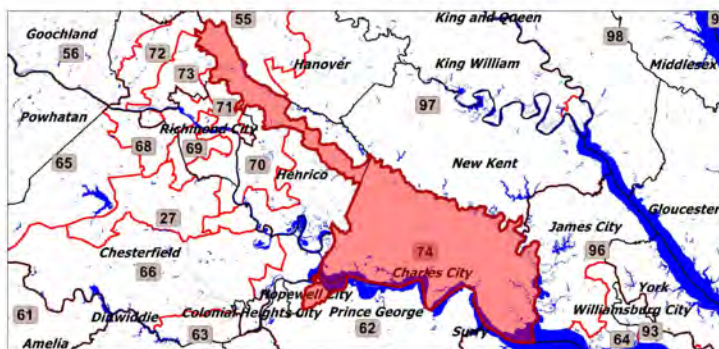 55
King and Queen
Goochland
56
72
98
9
Hanover
King William
Middlesex
73
97
71
Powhatan
Richmond City
68
69
70
New Kent
65
Henrico
27
James City
Gloucester
74
Chesterfield
96
66
Charles City
York
Hopewell City
Williamsburg City
61
Dinwiddie
Colonial Heights City
Prince George
63
62
Surry
64
93
Amelia